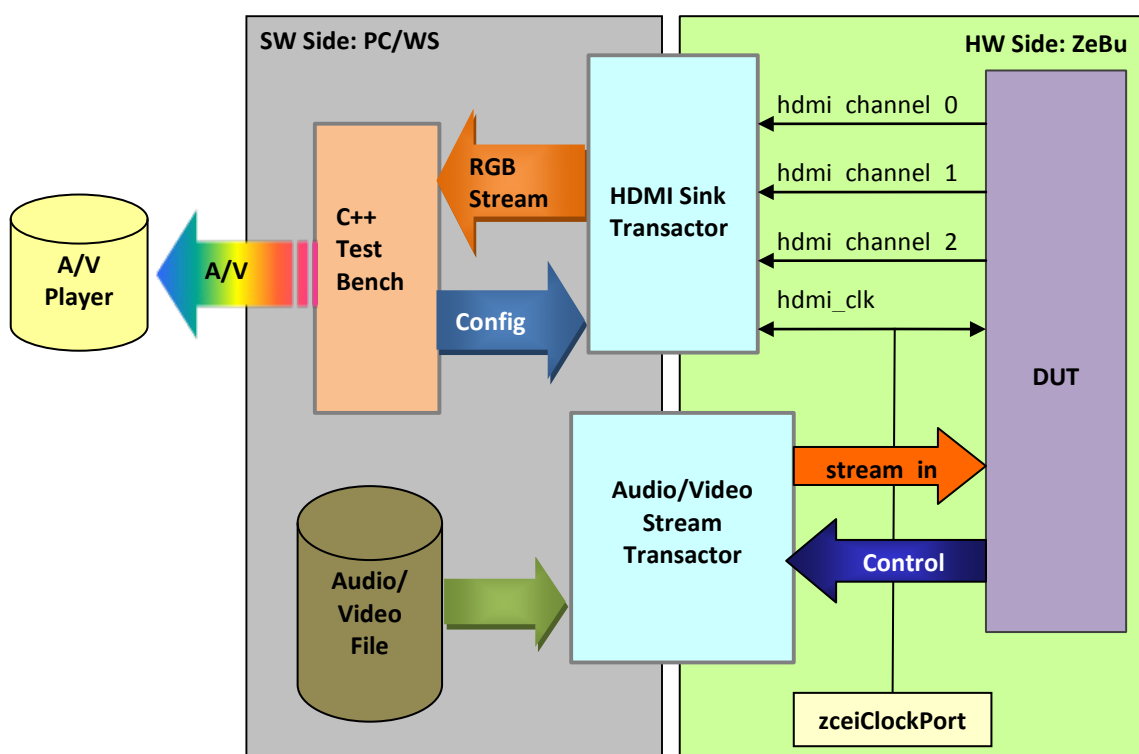 SW Side: PC/WS
HW Side: ZeBu
hdmi_channel_0
hdmi_channel_1
hdmi_channel_2
hdmi_clk
RGB
Stream
HDMI Sink
Transactor
C++
Test
Bench
A/V
A/V
Player
Config
DUT
stream_in
Audio/Video
Stream
Transactor
Control
Audio/
Video
File
zceiClockPort